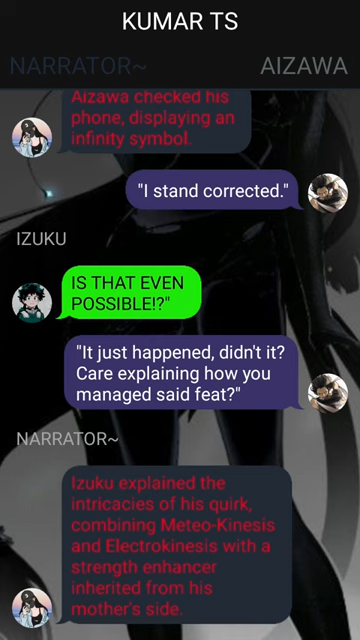 KUMAR TS
NARRATOR~
AIZAWA
Aizawa checked his
phone, displaying an
infinity symbol.
"I stand corrected."
IZUKU
IS THAT EVEN
POSSIBLE!?"
"It just happened, didn't it?
Care explaining how you
managed said feat?"
NARRATOR~
Izuku explained the
intricacies of his quirk,
combining Meteo-Kinesis
and Electrokinesis with a
strength enhancer
inherited from his
mother's side.